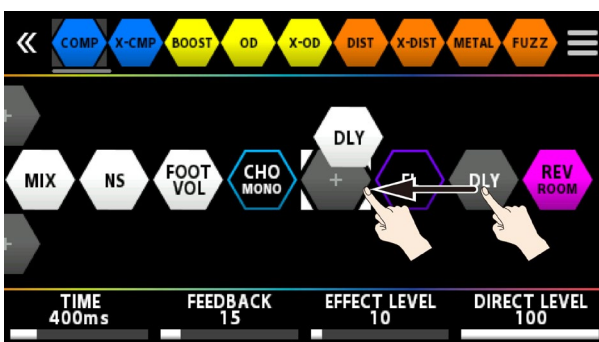 COMP X-CMP BOOST OD X-OD DIST X-DIST METAL FUZZ
DLY
MIX NS FOOT VOL CHO MONO + DLY REV ROOM
TIME FEEDBACK EFFECT LEVEL DIRECT LEVEL
400ms 15 10 100